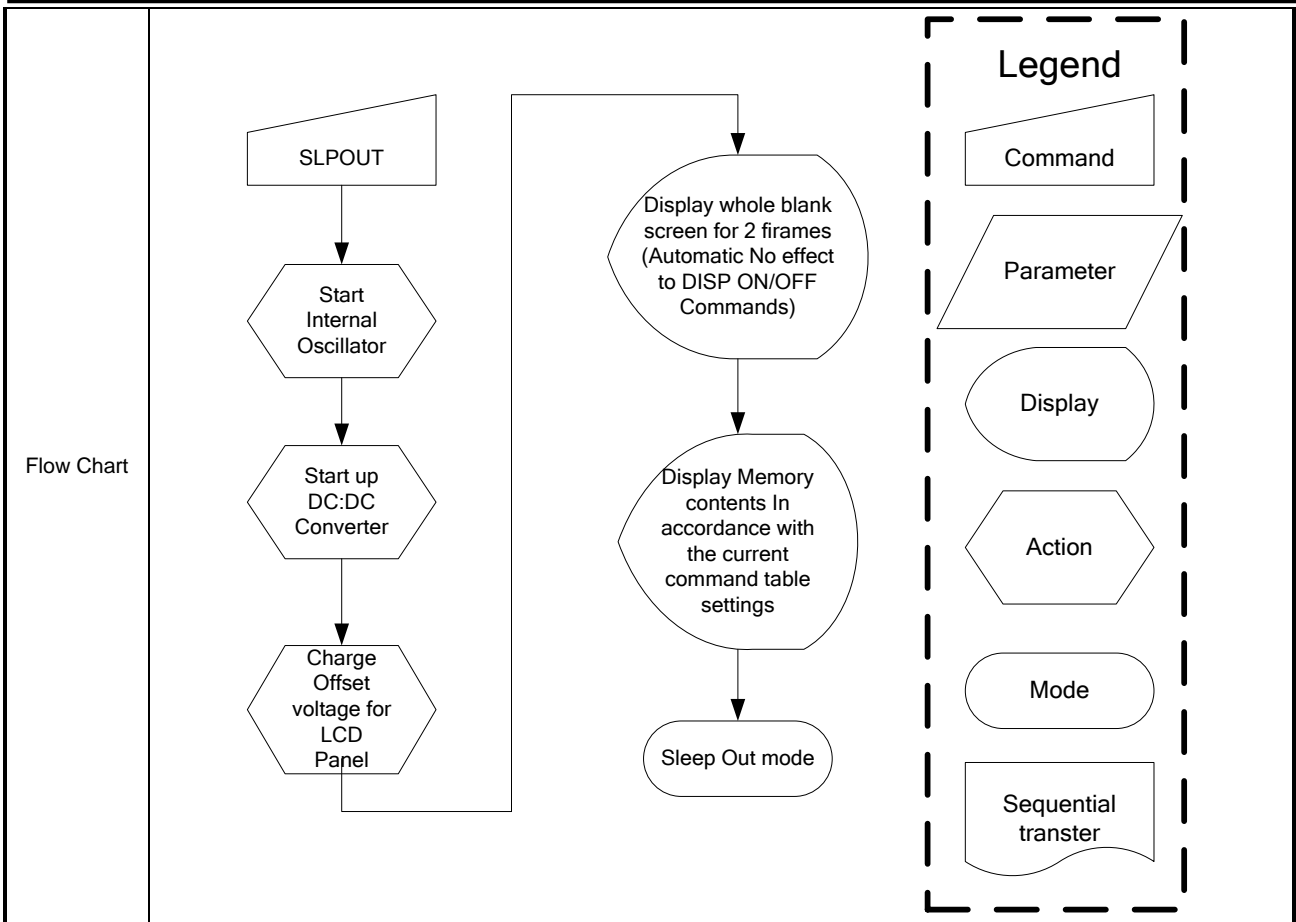 Flow Chart
SLPOUT
Start
Internal
Oscillator
Start up
DC:DC
Converter
Charge
Offset
voltage for
LCD
Panel
Display whole blank
screen for 2 firames
(Automatic No effect
to DISP ON/OFF
Commands)
Display Memory
contents In
accordance with
the current
command table
settings
Sleep Out mode
Legend
Command
Parameter
Display
Action
Mode
Sequential
transter